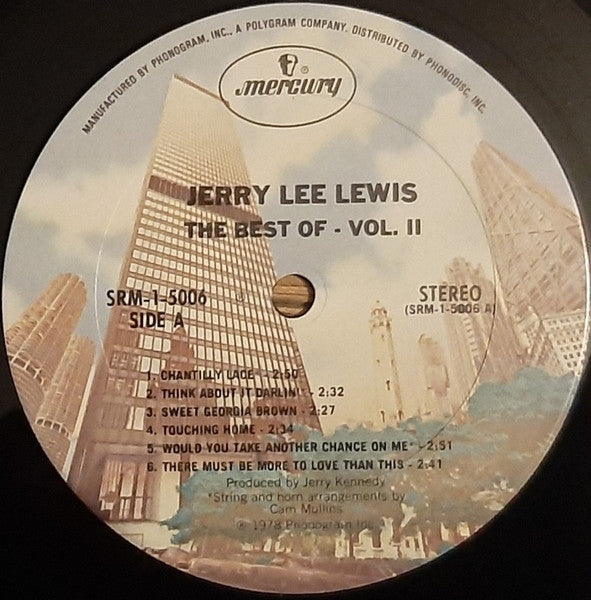 MANUFACTURED BY PHONOGRAM, INC., A POLYGRAM COMPANY. DISTRIBUTED BY PHONODISC, INC.
mercury ®
JERRY LEE LEWIS
THE BEST OF - VOL. II
SRM-1-5006
SIDE A
STEREO
(SRM-1-5006 A)
1. CHANTILLY LACE* - 2:50
2. THINK ABOUT IT DARLIN'* - 2:32
3. SWEET GEORGIA BROWN - 2:27
4. TOUCHING HOME - 2:34
5. WOULD YOU TAKE ANOTHER CHANCE ON ME* - 2:51
6. THERE MUST BE MORE TO LOVE THAN THIS - 2:41
Produced by Jerry Kennedy
*String and horn arrangements by
Cam Mullins
℗ 1978 Phonogram Inc.